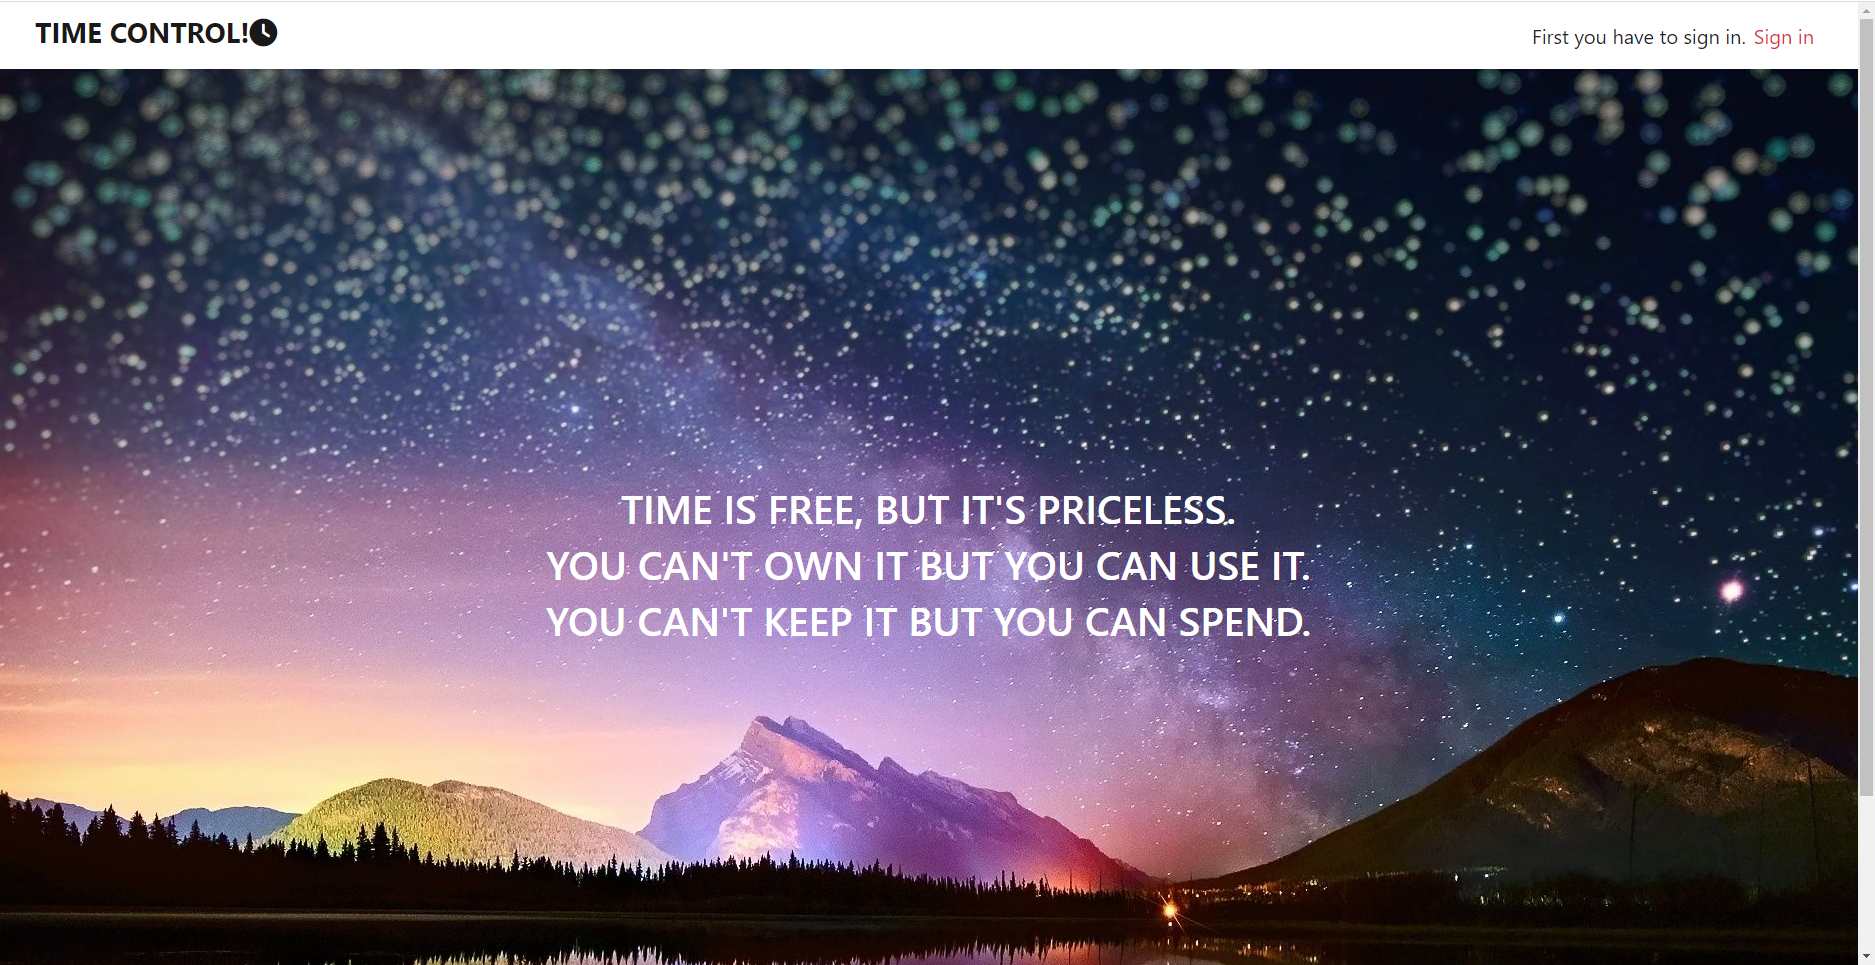 TIME CONTROL!
First you have to sign in. Sign in
TIME IS FREE, BUT IT'S PRICELESS.
YOU CAN'T OWN IT BUT YOU CAN USE IT.
YOU CAN'T KEEP IT BUT YOU CAN SPEND.